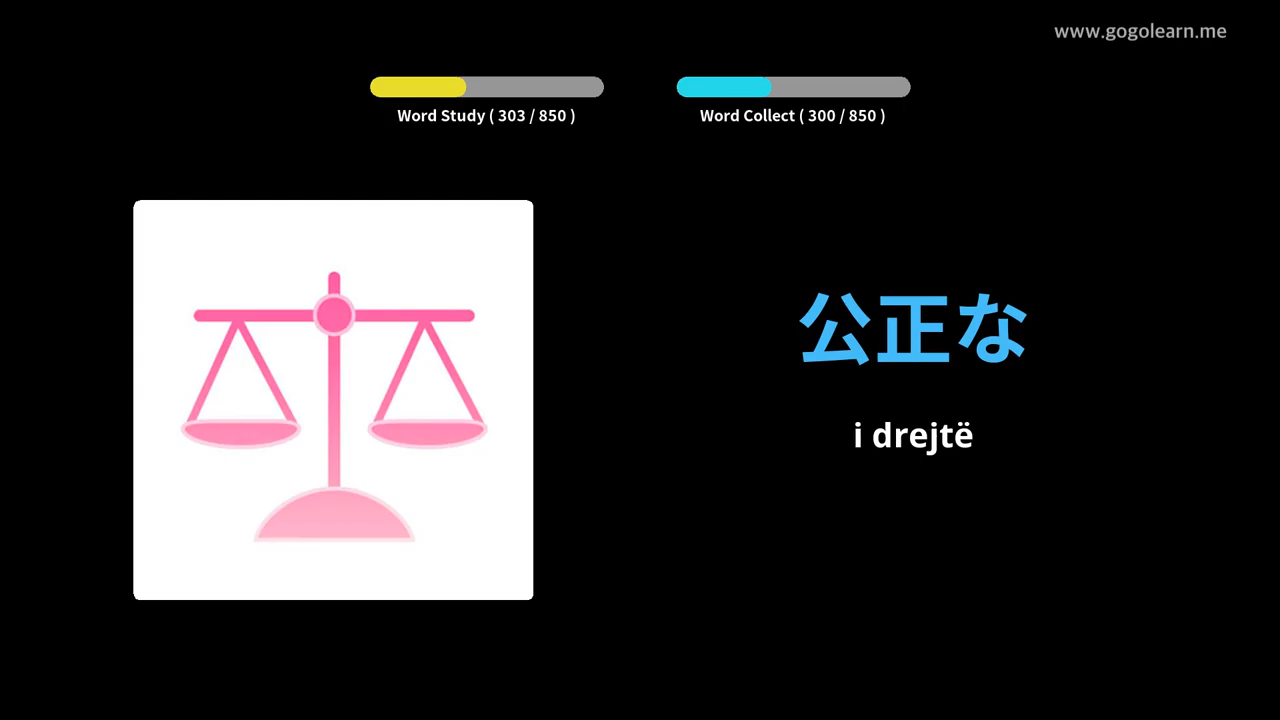 www.gogolearn.me
Word Study ( 303 / 850 )
Word Collect ( 300 / 850 )
公正な
i drejtë